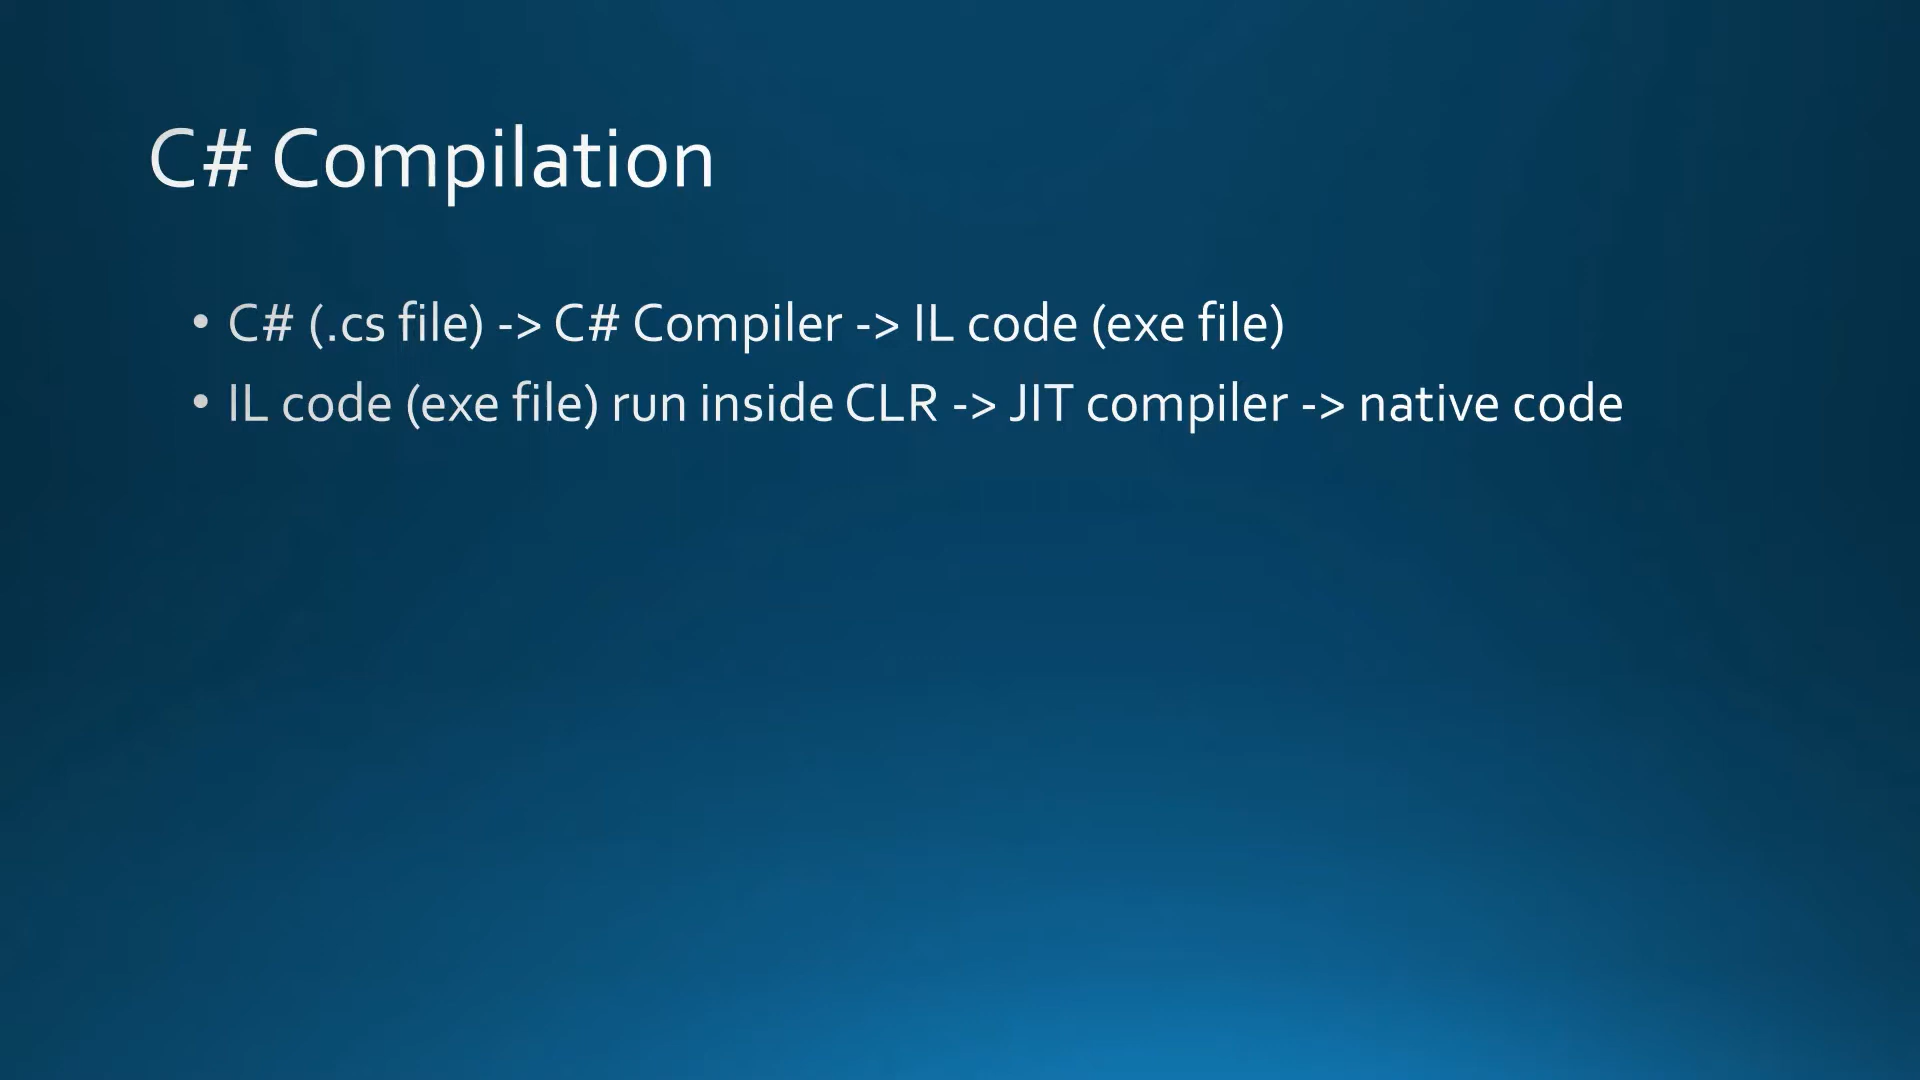 C# Compilation
• C# (.cs file) -> C# Compiler -> IL code (exe file)
• IL code (exe file) run inside CLR -> JIT compiler -> native code